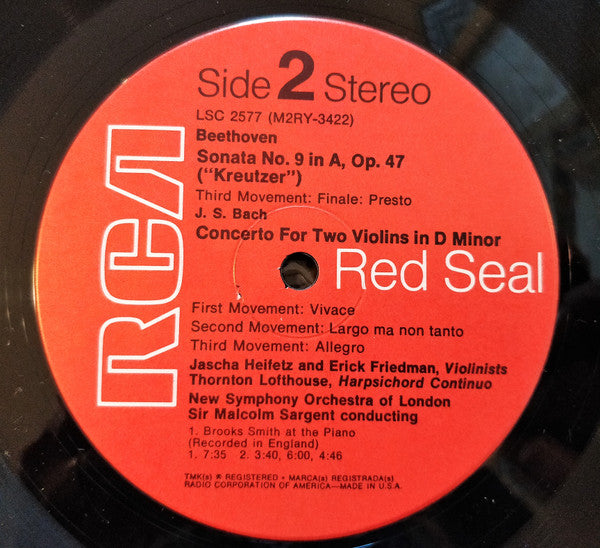 Side 2 Stereo
LSC 2577 (M2RY-3422)
Beethoven
Sonata No. 9 in A, Op. 47
("Kreutzer")
Third Movement: Finale: Presto
J. S. Bach
Concerto For Two Violins in D Minor
RCA
Red Seal
First Movement: Vivace
Second Movement: Largo ma non tanto
Third Movement: Allegro
Jascha Heifetz and Erick Friedman, Violinists
Thornton Lofthouse, Harpsichord Continuo
New Symphony Orchestra of London
Sir Malcolm Sargent conducting
1. Brooks Smith at the Piano
(Recorded in England)
1. 7:35 2. 3:40, 6:00, 4:46
TMK(s) ® REGISTERED • MARCA(s) REGISTRADA(s)
RADIO CORPORATION OF AMERICA—MADE IN U.S.A.